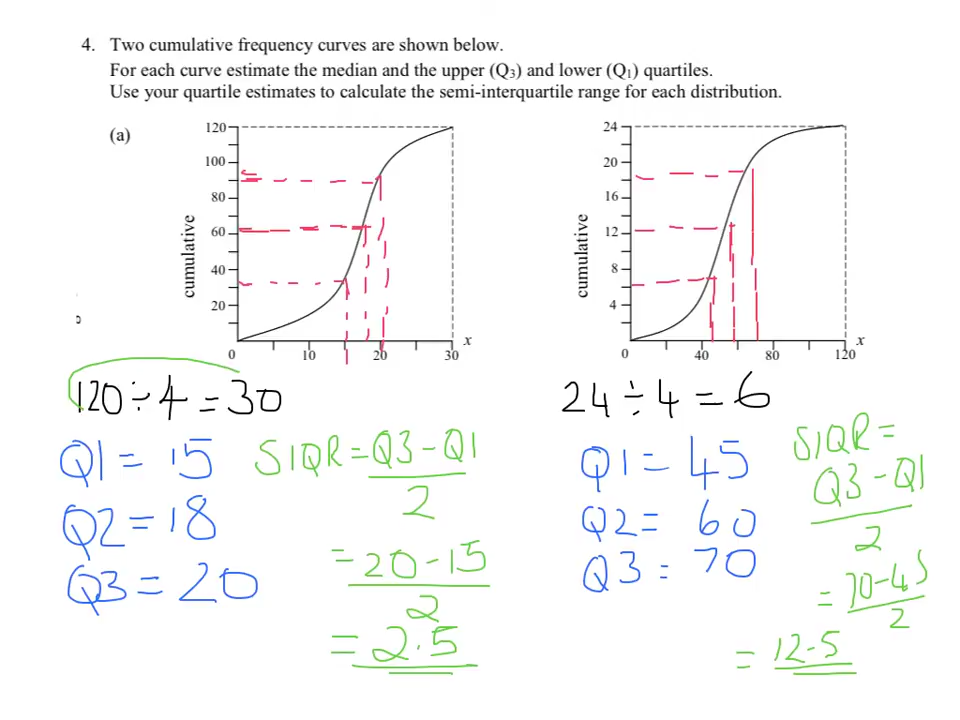 4. Two cumulative frequency curves are shown below.
For each curve estimate the median and the upper (Q3) and lower (Q1) quartiles.
Use your quartile estimates to calculate the semi-interquartile range for each distribution.
(a)
120
100
80
60
40
20
cumulative
0 10 20 30
x
24
20
16
12
8
4
cumulative
0 40 80 120
x
120 ÷ 4 = 30
Q1 = 15
Q2 = 18
Q3 = 20
SIQR = Q3 - Q1
2
= 20 - 15
2
= 2.5
24 ÷ 4 = 6
Q1 = 45
Q2 = 60
Q3 = 70
SIQR =
Q3 - Q1
2
= 70 - 45
2
= 12.5